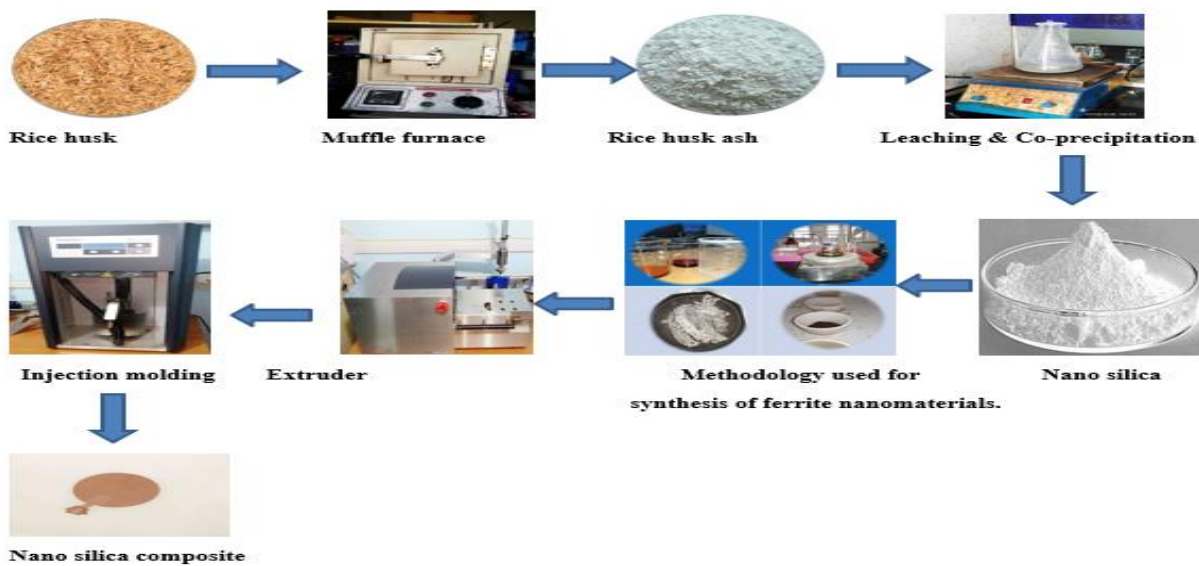 Rice husk
Muffle furnace
Rice husk ash
Leaching & Co-precipitation
Nano silica
Methodology used for
synthesis of ferrite nanomaterials.
Extruder
Injection molding
Nano silica composite